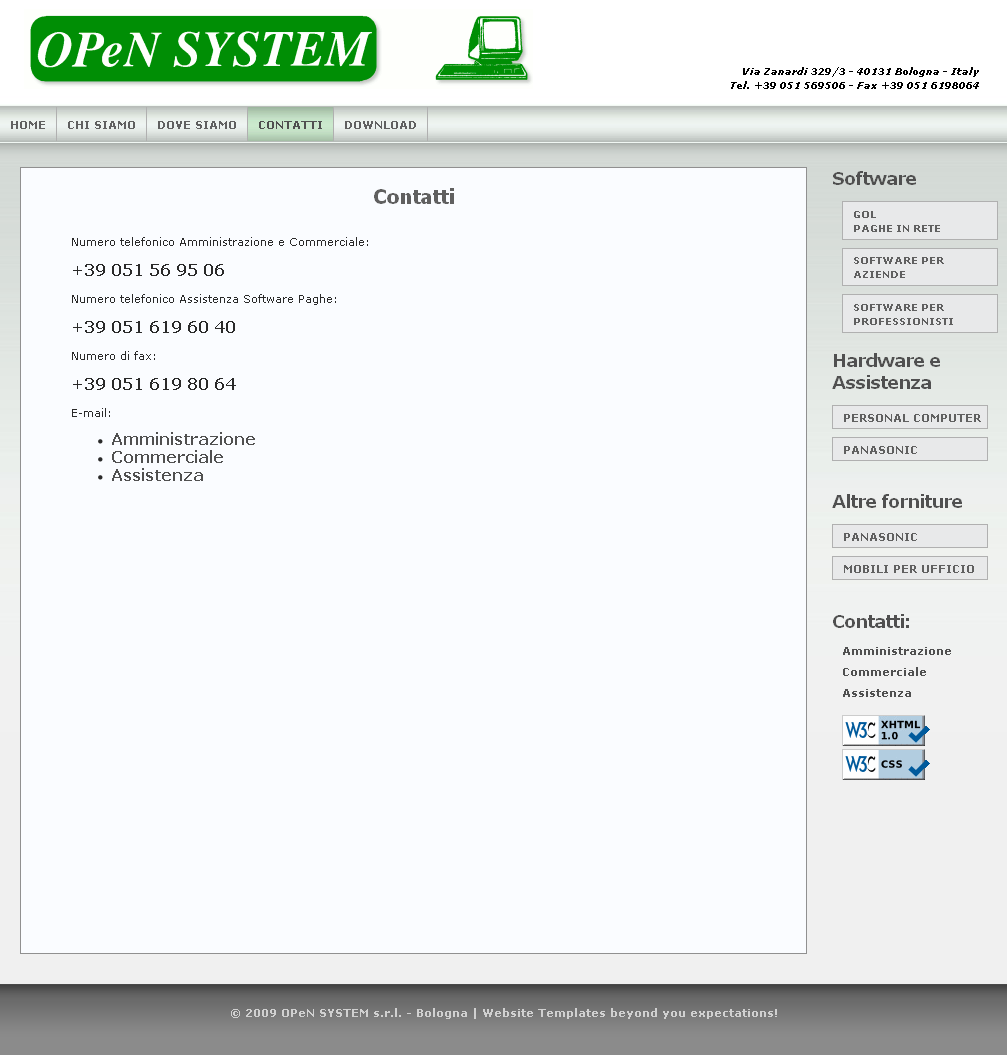 OPeN SYSTEM
Via Zanardi 329/3 - 40131 Bologna - Italy
Tel. +39 051 569506 - Fax +39 051 6198064
HOME
CHI SIAMO
DOVE SIAMO
CONTATTI
DOWNLOAD
Contatti
Numero telefonico Amministrazione e Commerciale:
+39 051 56 95 06
Numero telefonico Assistenza Software Paghe:
+39 051 619 60 40
Numero di fax:
+39 051 619 80 64
E-mail:
Amministrazione
Commerciale
Assistenza
Software
GOL
PAGHE IN RETE
SOFTWARE PER
AZIENDE
SOFTWARE PER
PROFESSIONISTI
Hardware e
Assistenza
PERSONAL COMPUTER
PANASONIC
Altre forniture
PANASONIC
MOBILI PER UFFICIO
Contatti:
Amministrazione
Commerciale
Assistenza
W3C XHTML
1.0
W3C CSS
© 2009 OPeN SYSTEM s.r.l. - Bologna | Website Templates beyond you expectations!